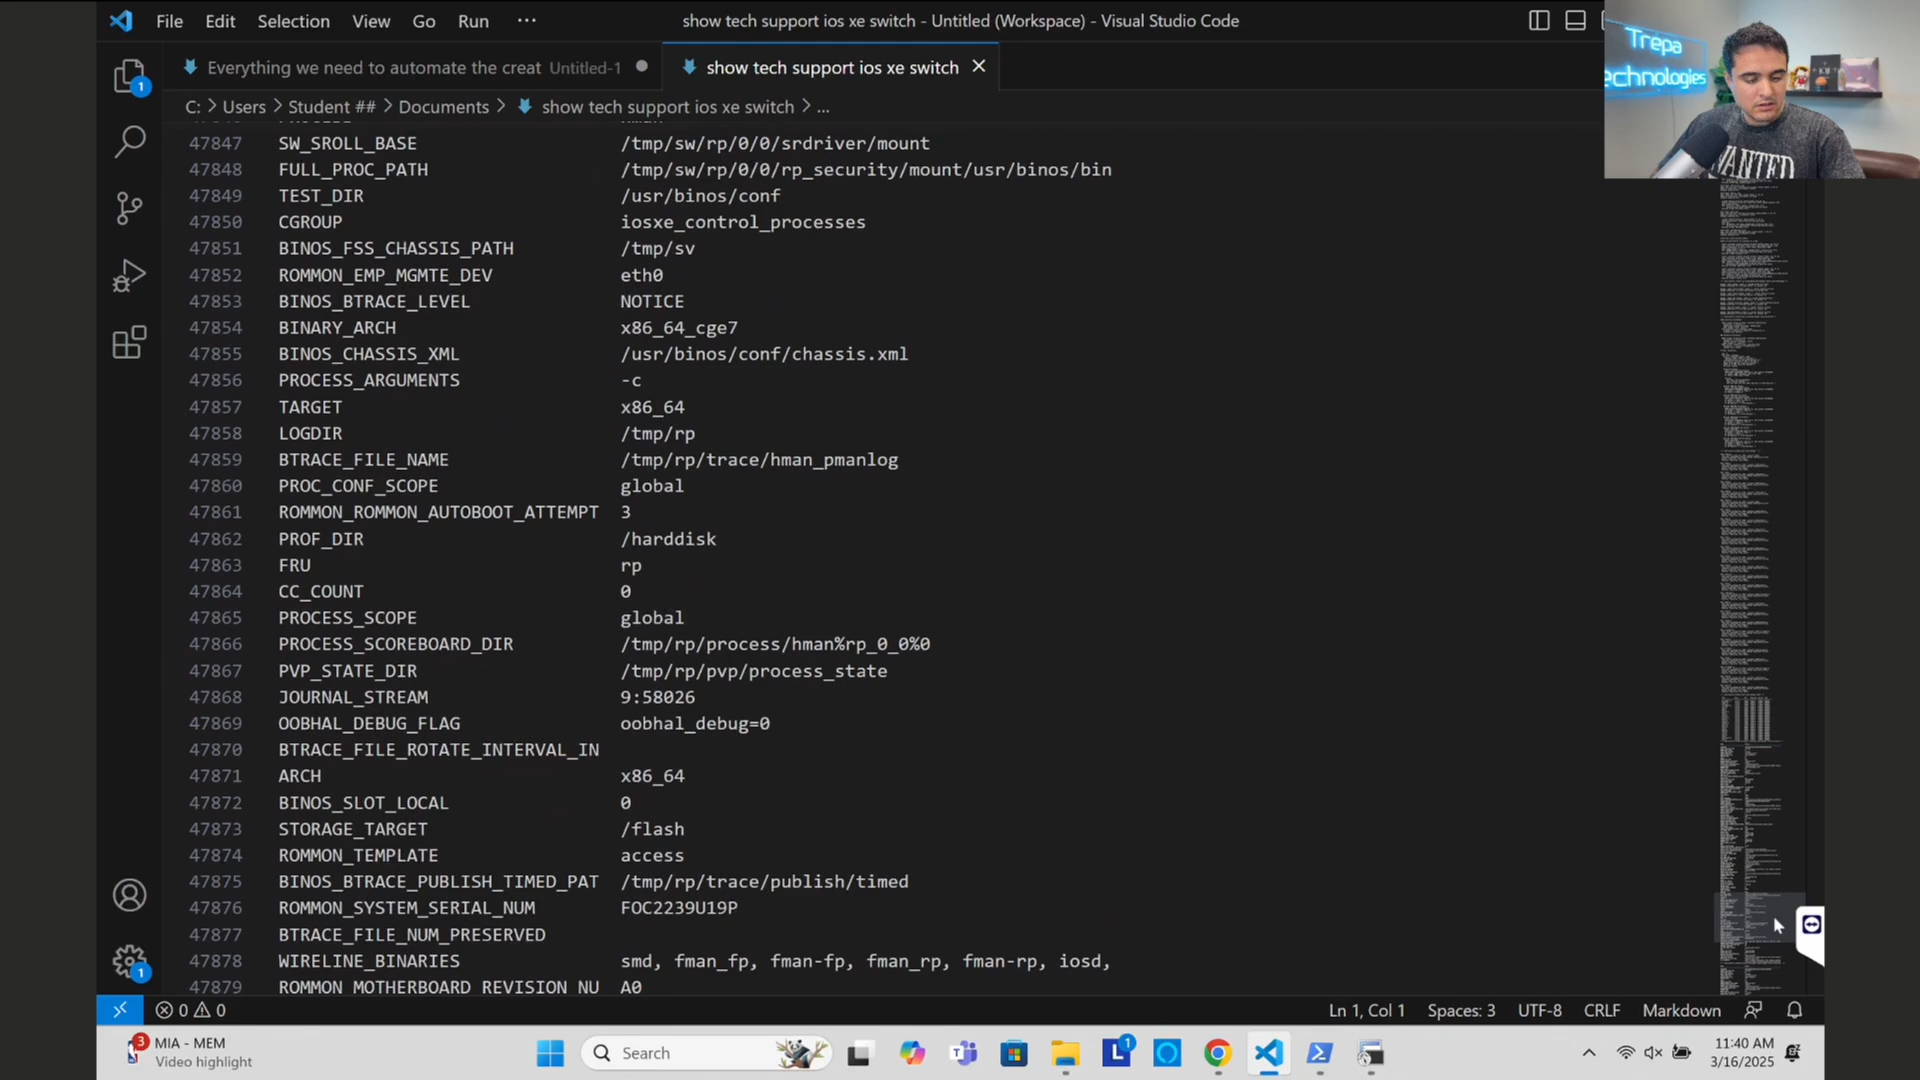 File Edit Selection View Go Run ···
show tech support ios xe switch - Untitled (Workspace) - Visual Studio Code
Everything we need to automate the creat Untitled-1
show tech support ios xe switch
C: > Users > Student ## > Documents > show tech support ios xe switch > ...
Trepa
echnologies
WANTED
47847 SW_SROLL_BASE /tmp/sw/rp/0/0/srdriver/mount
47848 FULL_PROC_PATH /tmp/sw/rp/0/0/rp_security/mount/usr/binos/bin
47849 TEST_DIR /usr/binos/conf
47850 CGROUP iosxe_control_processes
47851 BINOS_FSS_CHASSIS_PATH /tmp/sv
47852 ROMMON_EMP_MGMTE_DEV eth0
47853 BINOS_BTRACE_LEVEL NOTICE
47854 BINARY_ARCH x86_64_cge7
47855 BINOS_CHASSIS_XML /usr/binos/conf/chassis.xml
47856 PROCESS_ARGUMENTS -c
47857 TARGET x86_64
47858 LOGDIR /tmp/rp
47859 BTRACE_FILE_NAME /tmp/rp/trace/hman_pmanlog
47860 PROC_CONF_SCOPE global
47861 ROMMON_ROMMON_AUTOBOOT_ATTEMPT 3
47862 PROF_DIR /harddisk
47863 FRU rp
47864 CC_COUNT 0
47865 PROCESS_SCOPE global
47866 PROCESS_SCOREBOARD_DIR /tmp/rp/process/hman%rp_0_0%0
47867 PVP_STATE_DIR /tmp/rp/pvp/process_state
47868 JOURNAL_STREAM 9:58026
47869 OOBHAL_DEBUG_FLAG oobhal_debug=0
47870 BTRACE_FILE_ROTATE_INTERVAL_IN
47871 ARCH x86_64
47872 BINOS_SLOT_LOCAL 0
47873 STORAGE_TARGET /flash
47874 ROMMON_TEMPLATE access
47875 BINOS_BTRACE_PUBLISH_TIMED_PAT /tmp/rp/trace/publish/timed
47876 ROMMON_SYSTEM_SERIAL_NUM FOC2239U19P
47877 BTRACE_FILE_NUM_PRESERVED
47878 WIRELINE_BINARIES smd, fman_fp, fman-fp, fman_rp, fman-rp, iosd,
47879 ROMMON_MOTHERBOARD_REVISION_NU A0
0 0
Ln 1, Col 1 Spaces: 3 UTF-8 CRLF Markdown
3 MIA - MEM
Video highlight
Search
11:40 AM
3/16/2025